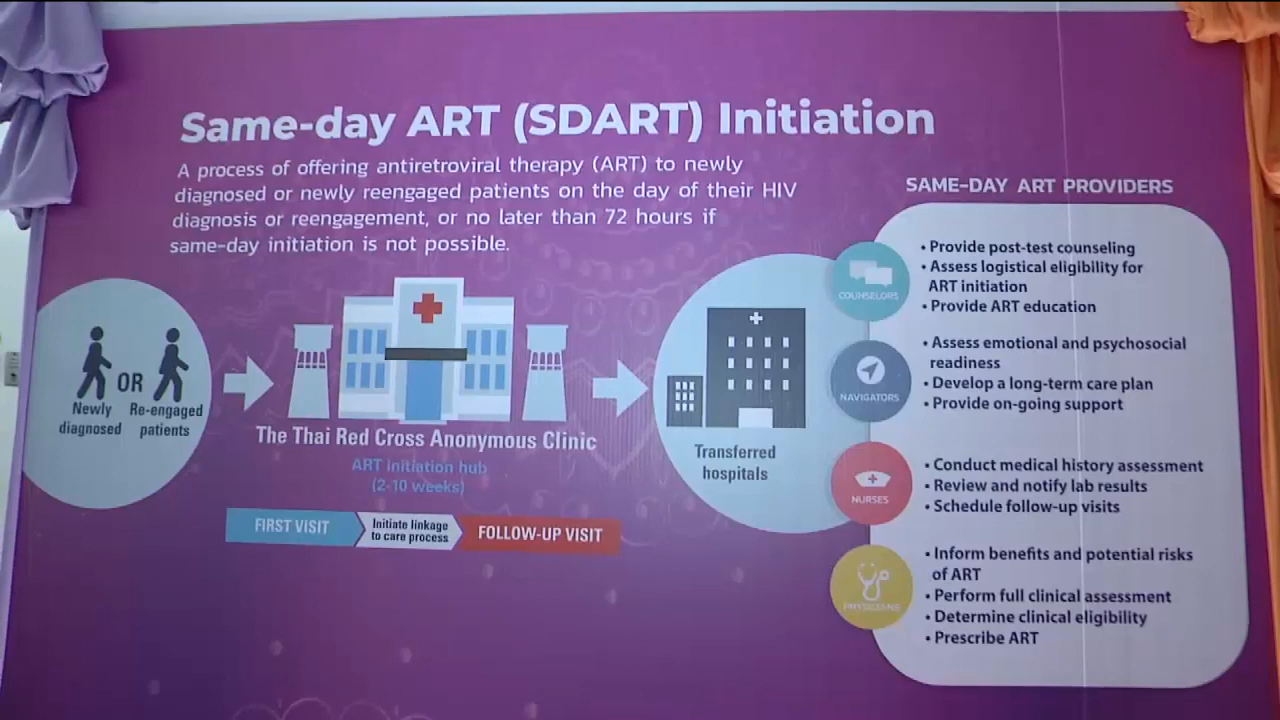 Same-day ART (SDART) Initiation
A process of offering antiretroviral therapy (ART) to newly
diagnosed or newly reengaged patients on the day of their HIV
diagnosis or reengagement, or no later than 72 hours if
same-day initiation is not possible.
Newly
diagnosed
OR
Re-engaged
patients
The Thai Red Cross Anonymous Clinic
ART initiation hub
(2-10 weeks)
FIRST VISIT
Initiate linkage
to care process
FOLLOW-UP VISIT
Transferred
hospitals
SAME-DAY ART PROVIDERS
COUNSELORS
• Provide post-test counseling
• Assess logistical eligibility for
ART initiation
• Provide ART education
NAVIGATORS
• Assess emotional and psychosocial
readiness
• Develop a long-term care plan
• Provide on-going support
NURSES
• Conduct medical history assessment
• Review and notify lab results
• Schedule follow-up visits
PHYSICIANS
• Inform benefits and potential risks
of ART
• Perform full clinical assessment
• Determine clinical eligibility
• Prescribe ART